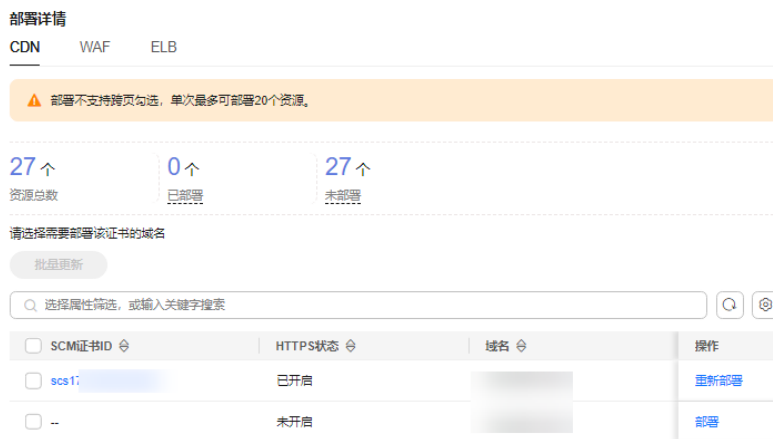 部署详情
CDN WAF ELB
部署不支持跨页勾选，单次最多可部署20个资源。
27 个 0 个 27 个
资源总数 已部署 未部署
请选择需要部署该证书的域名
批量更新
选择属性筛选，或输入关键字搜索
SCM证书ID HTTPS状态 域名 操作
scs17 已开启 重新部署
-- 未开启 部署